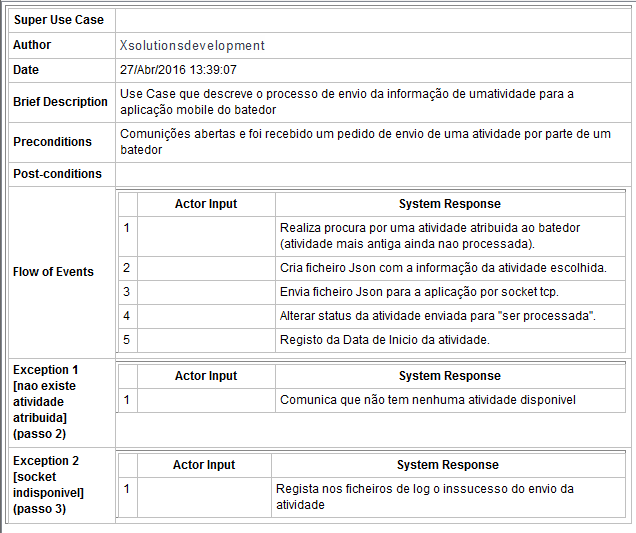 Super Use Case
Author
Xsolutionsdevelopment
Date
27/Abr/2016 13:39:07
Brief Description
Use Case que descreve o processo de envio da informação de umatividade para a
aplicação mobile do batedor
Preconditions
Comunições abertas e foi recebido um pedido de envio de uma atividade por parte de um
batedor
Post-conditions
Flow of Events
Actor Input
System Response
1
Realiza procura por uma atividade atribuida ao batedor
(atividade mais antiga ainda nao processada).
2
Cria ficheiro Json com a informação da atividade escolhida.
3
Envia ficheiro Json para a aplicação por socket tcp.
4
Alterar status da atividade enviada para "ser processada".
5
Registo da Data de Inicio da atividade.
Exception 1
[nao existe
atividade
atribuida]
(passo 2)
Actor Input
System Response
1
Comunica que não tem nenhuma atividade disponivel
Exception 2
[socket
indisponivel]
(passo 3)
Actor Input
System Response
1
Regista nos ficheiros de log o inssucesso do envio da
atividade